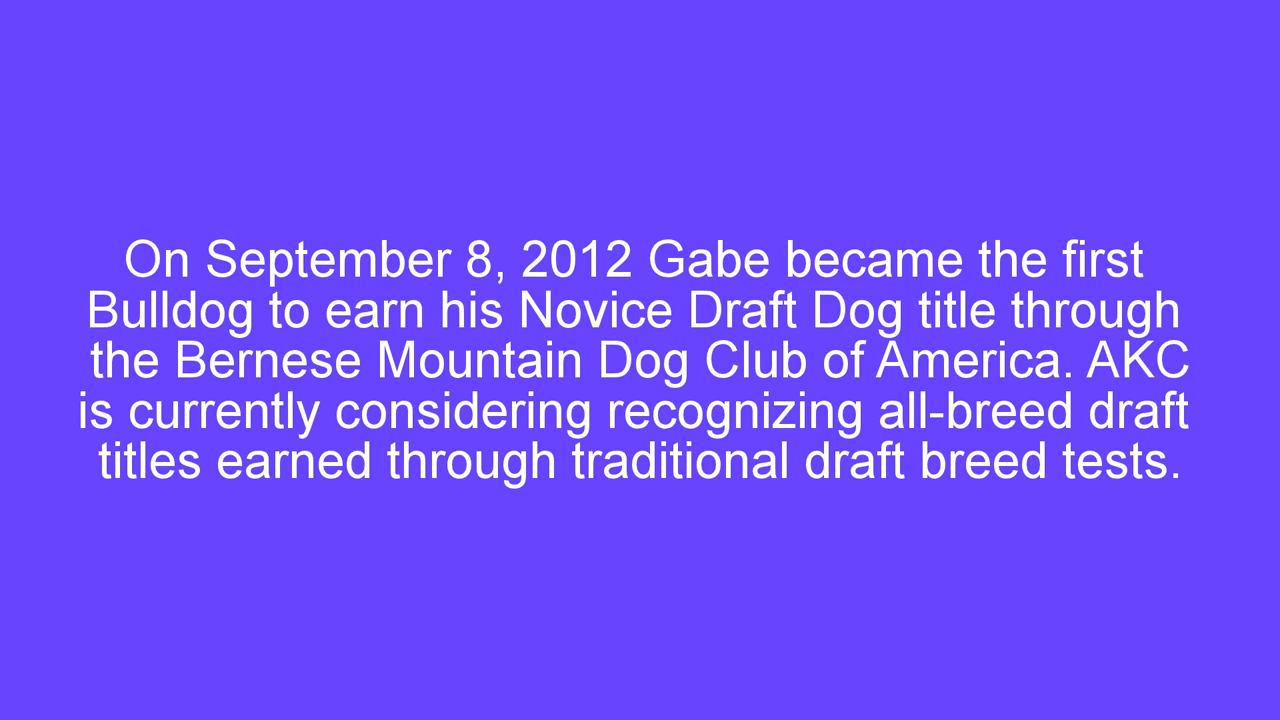 On September 8, 2012 Gabe became the first
Bulldog to earn his Novice Draft Dog title through
the Bernese Mountain Dog Club of America. AKC
is currently considering recognizing all-breed draft
titles earned through traditional draft breed tests.